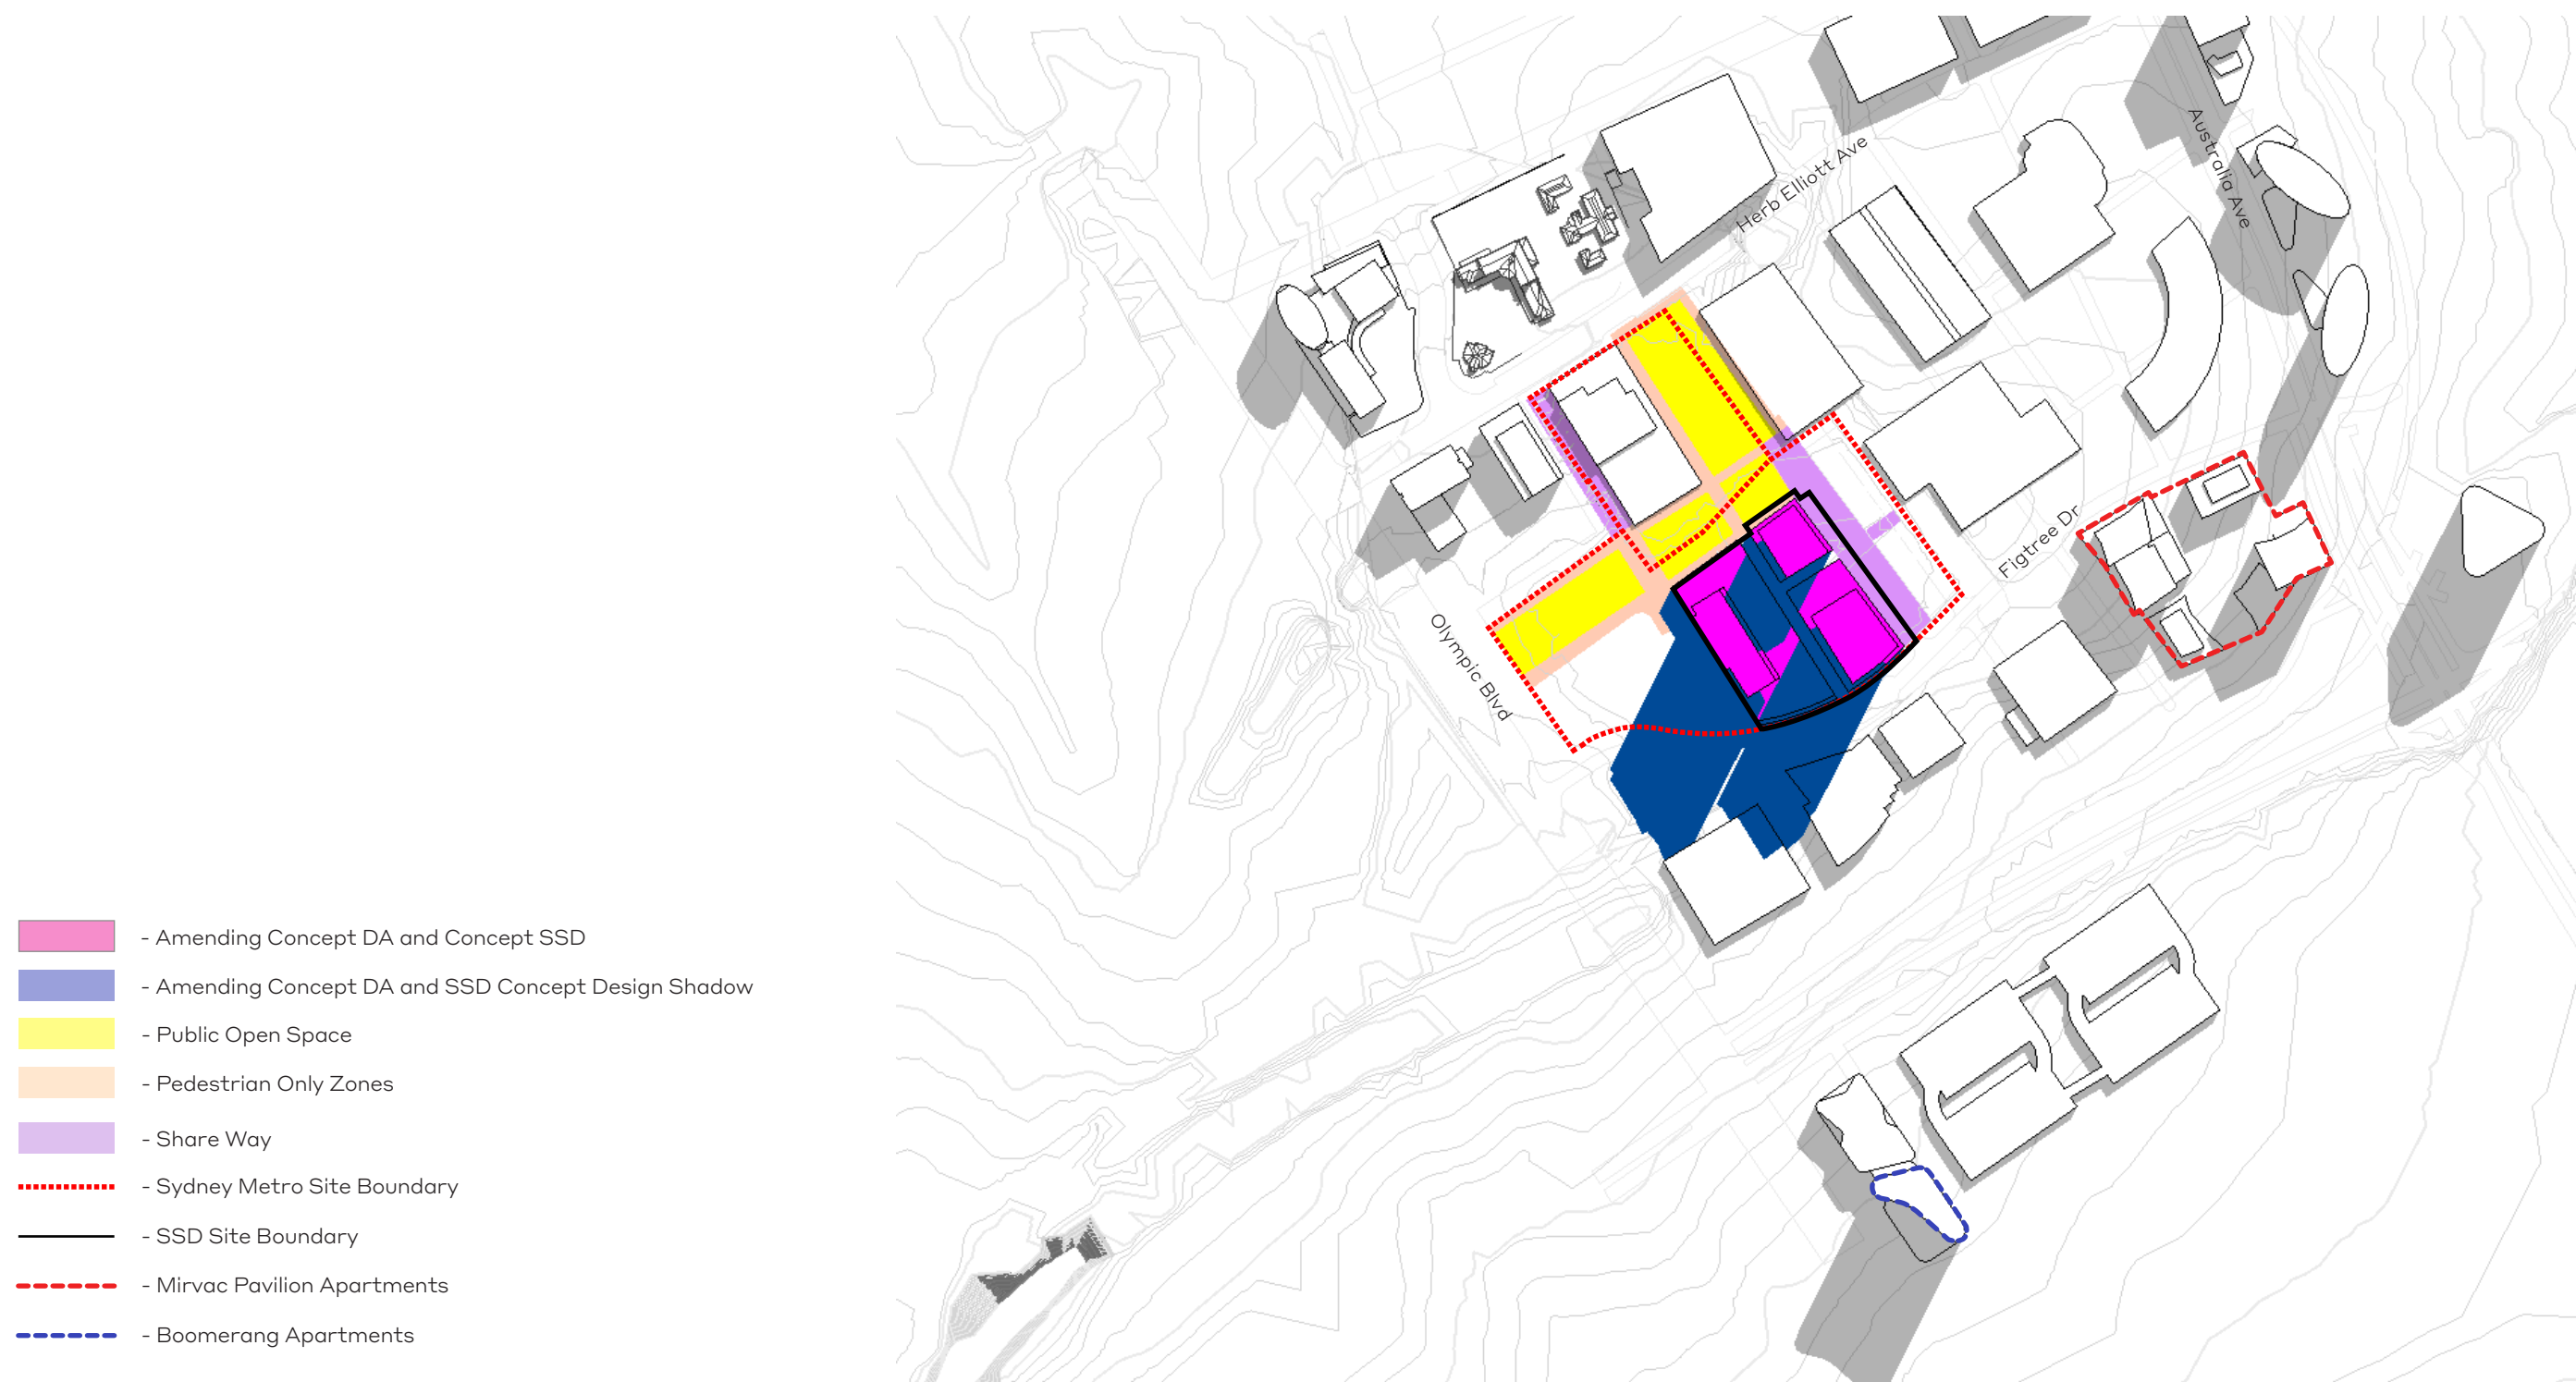 Herb Elliott Ave
Australia Ave
Figtree Dr
Olympic Blvd
- Amending Concept DA and Concept SSD
- Amending Concept DA and SSD Concept Design Shadow
- Public Open Space
- Pedestrian Only Zones
- Share Way
- Sydney Metro Site Boundary
- SSD Site Boundary
- Mirvac Pavilion Apartments
- Boomerang Apartments